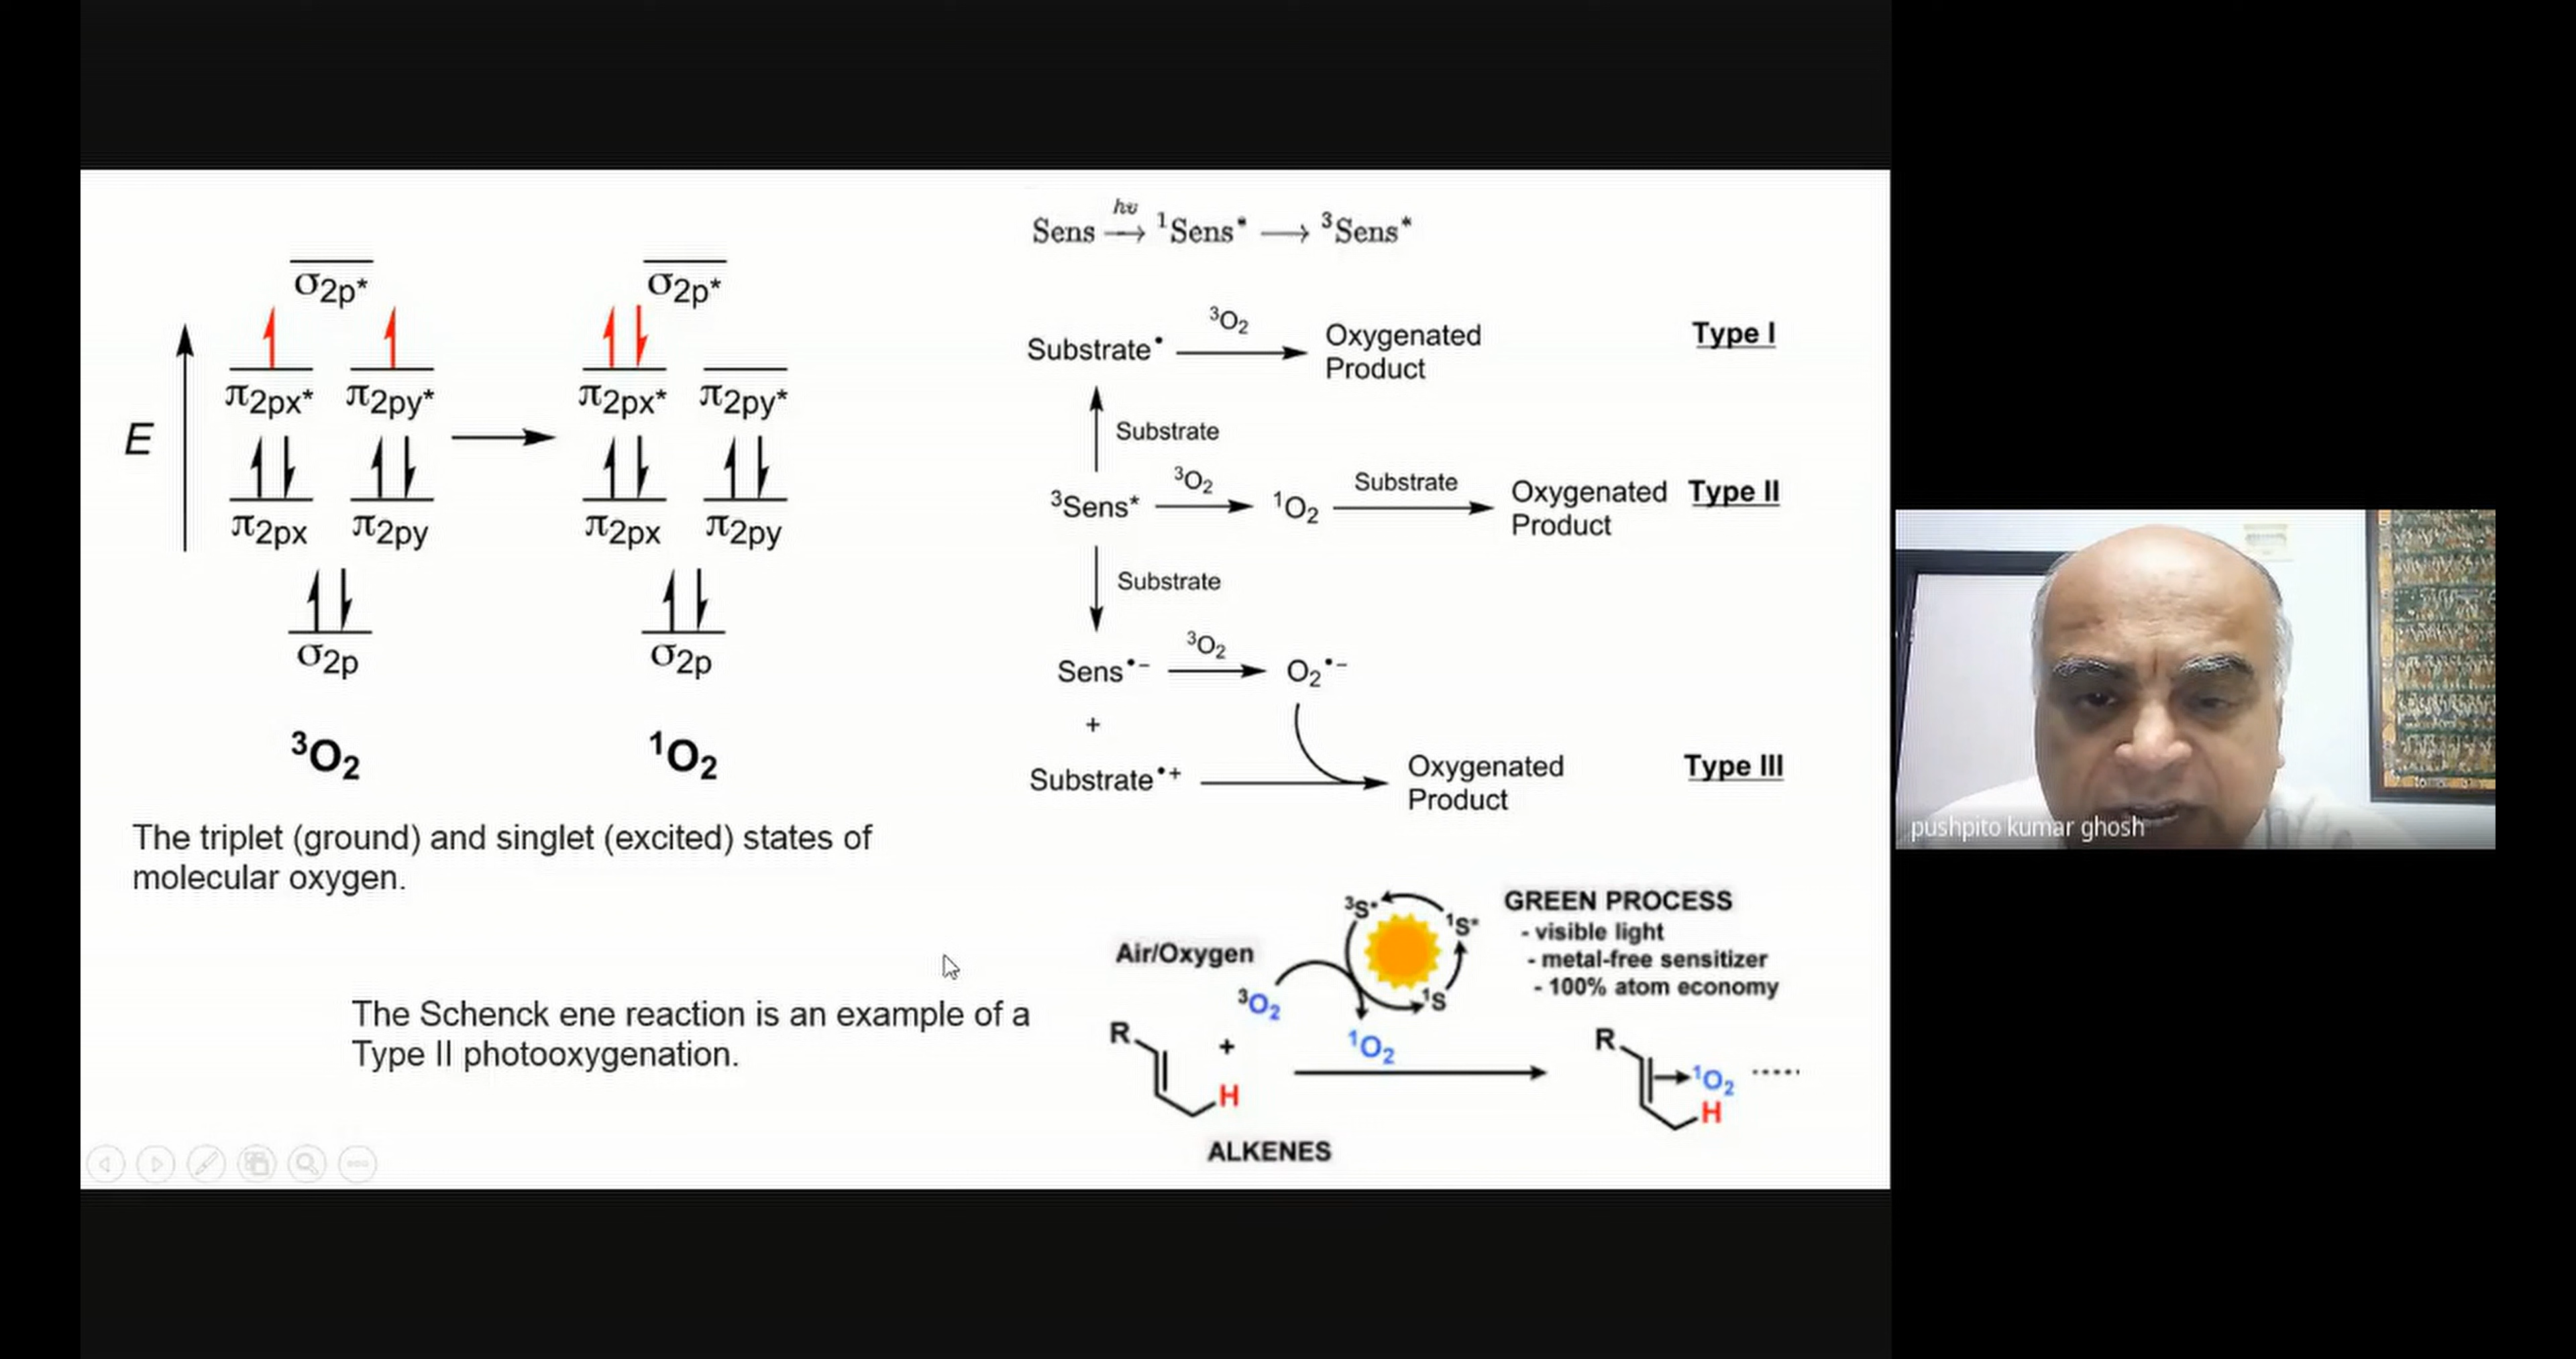 E
σ2p*
π2px* π2py*
π2px π2py
σ2p
³O₂
σ2p*
π2px* π2py*
π2px π2py
σ2p
¹O₂
The triplet (ground) and singlet (excited) states of
molecular oxygen.
The Schenck ene reaction is an example of a
Type II photooxygenation.
hυ
Sens → ¹Sens* → ³Sens*
³O₂
Substrate• Oxygenated
Product
Type I
Substrate
³O₂ Substrate
³Sens* ¹O₂ Oxygenated
Product
Type II
Substrate
³O₂
Sens•− O₂•−
+
Substrate•+ Oxygenated
Product
Type III
Air/Oxygen
³O₂
³S* ¹S*
¹S
¹O₂
GREEN PROCESS
- visible light
- metal-free sensitizer
- 100% atom economy
R
+
H
ALKENES
R
¹O₂ .....
H
pushpito kumar ghosh